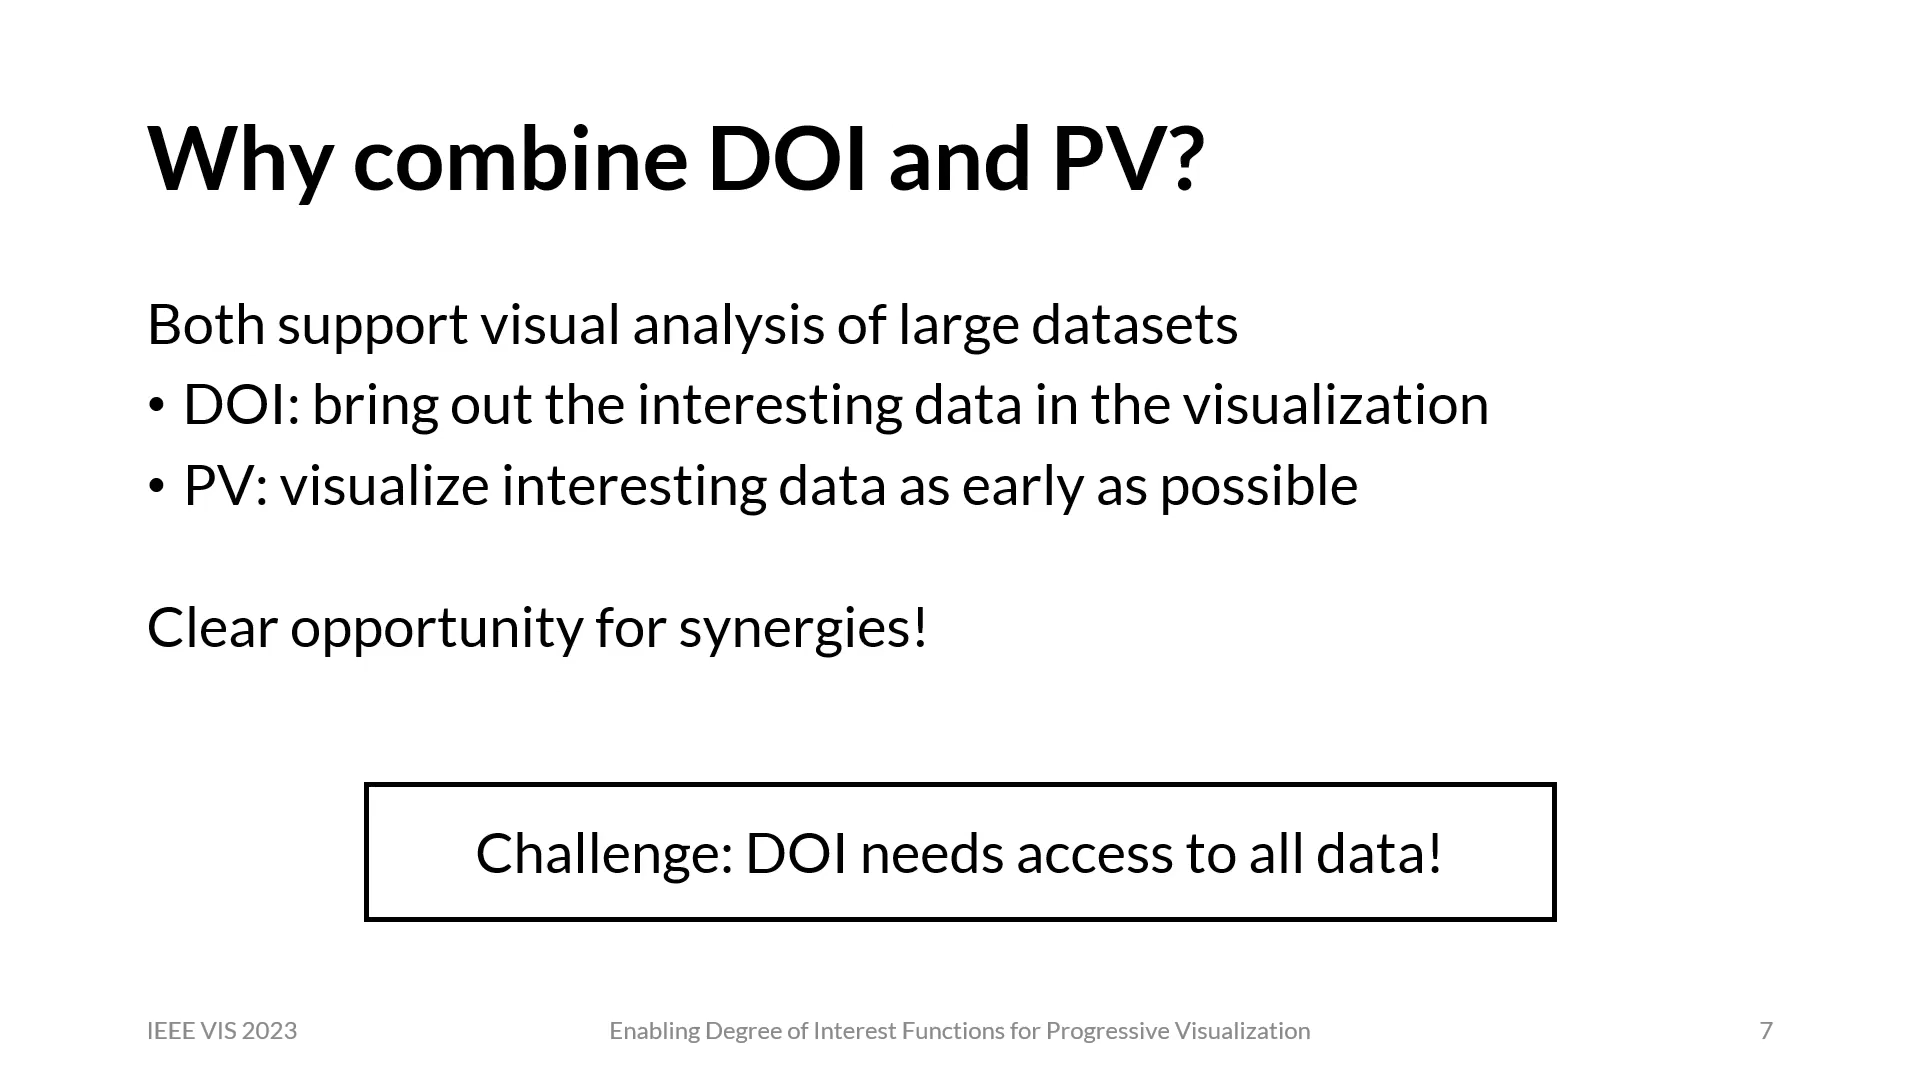 Why combine DOI and PV?
Both support visual analysis of large datasets
• DOI: bring out the interesting data in the visualization
• PV: visualize interesting data as early as possible
Clear opportunity for synergies!
Challenge: DOI needs access to all data!
IEEE VIS 2023
Enabling Degree of Interest Functions for Progressive Visualization
7